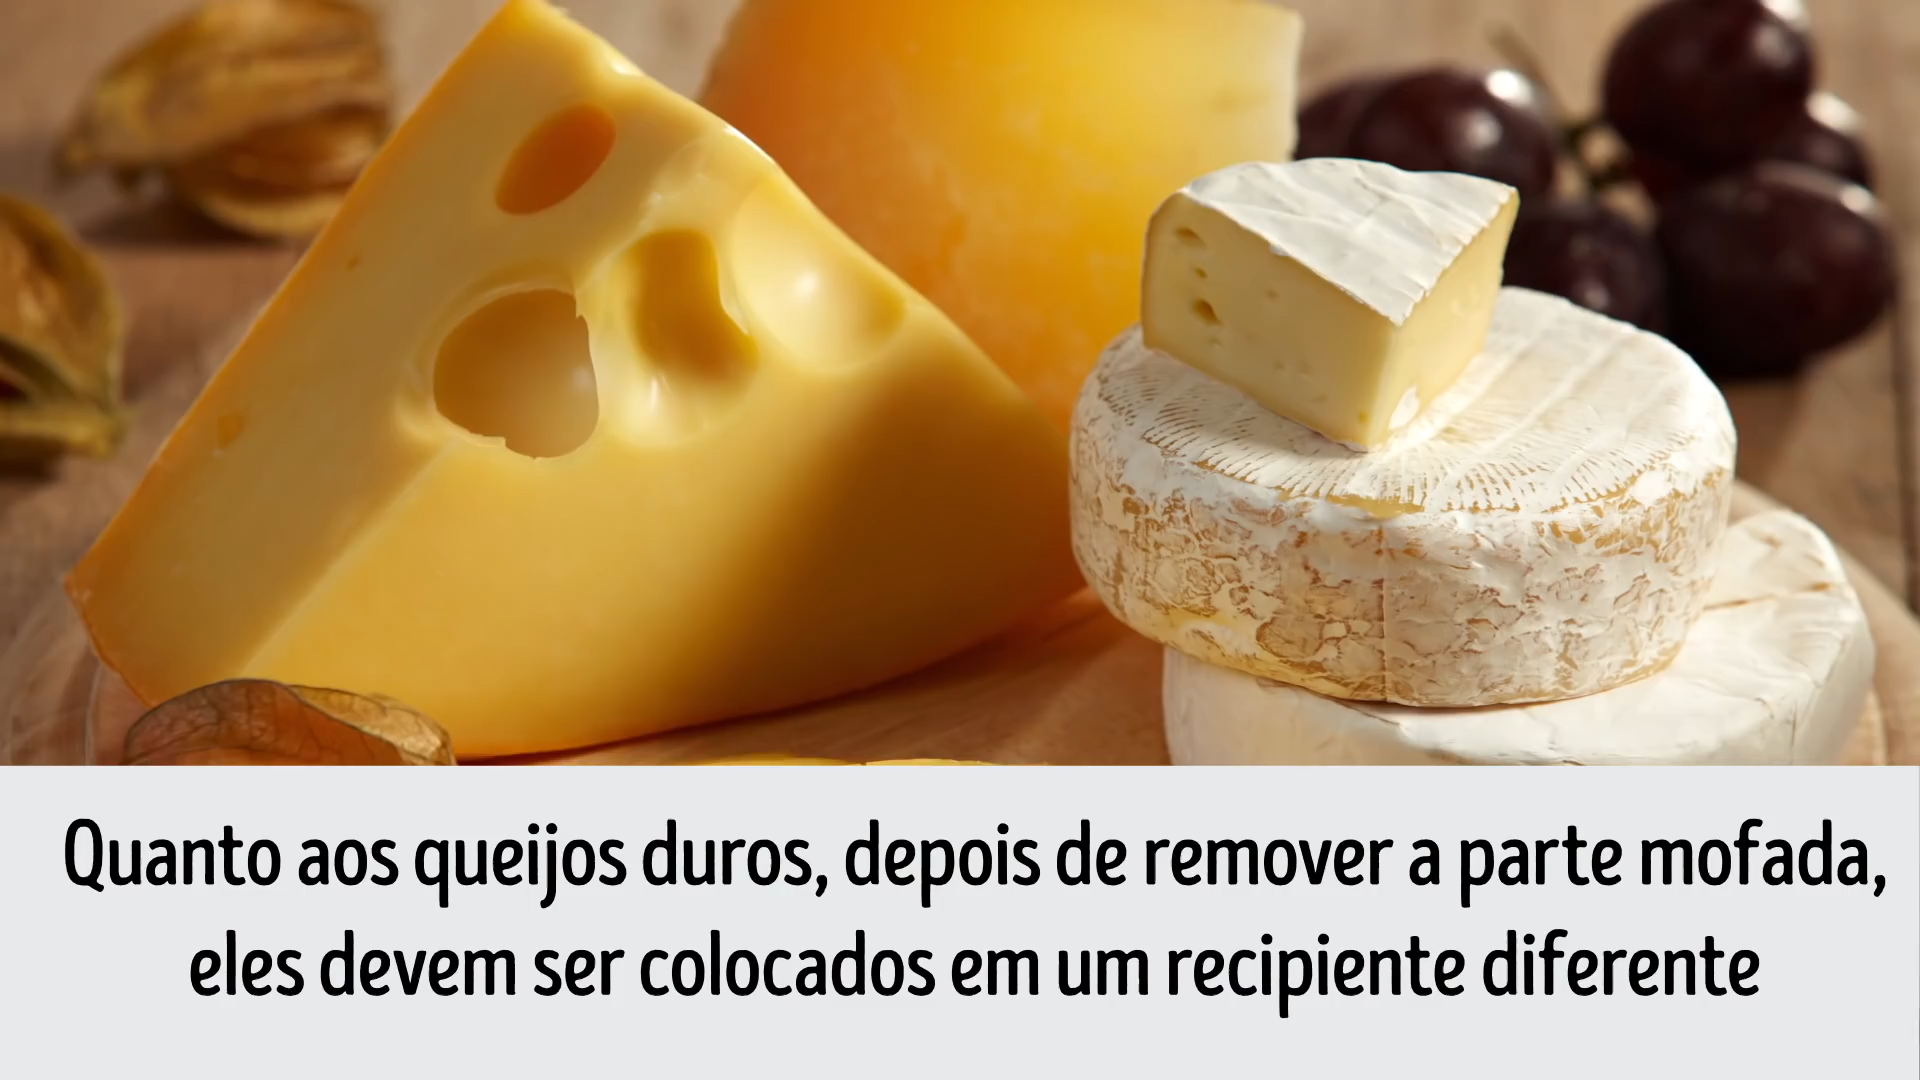 Quanto aos queijos duros, depois de remover a parte mofada,
eles devem ser colocados em um recipiente diferente